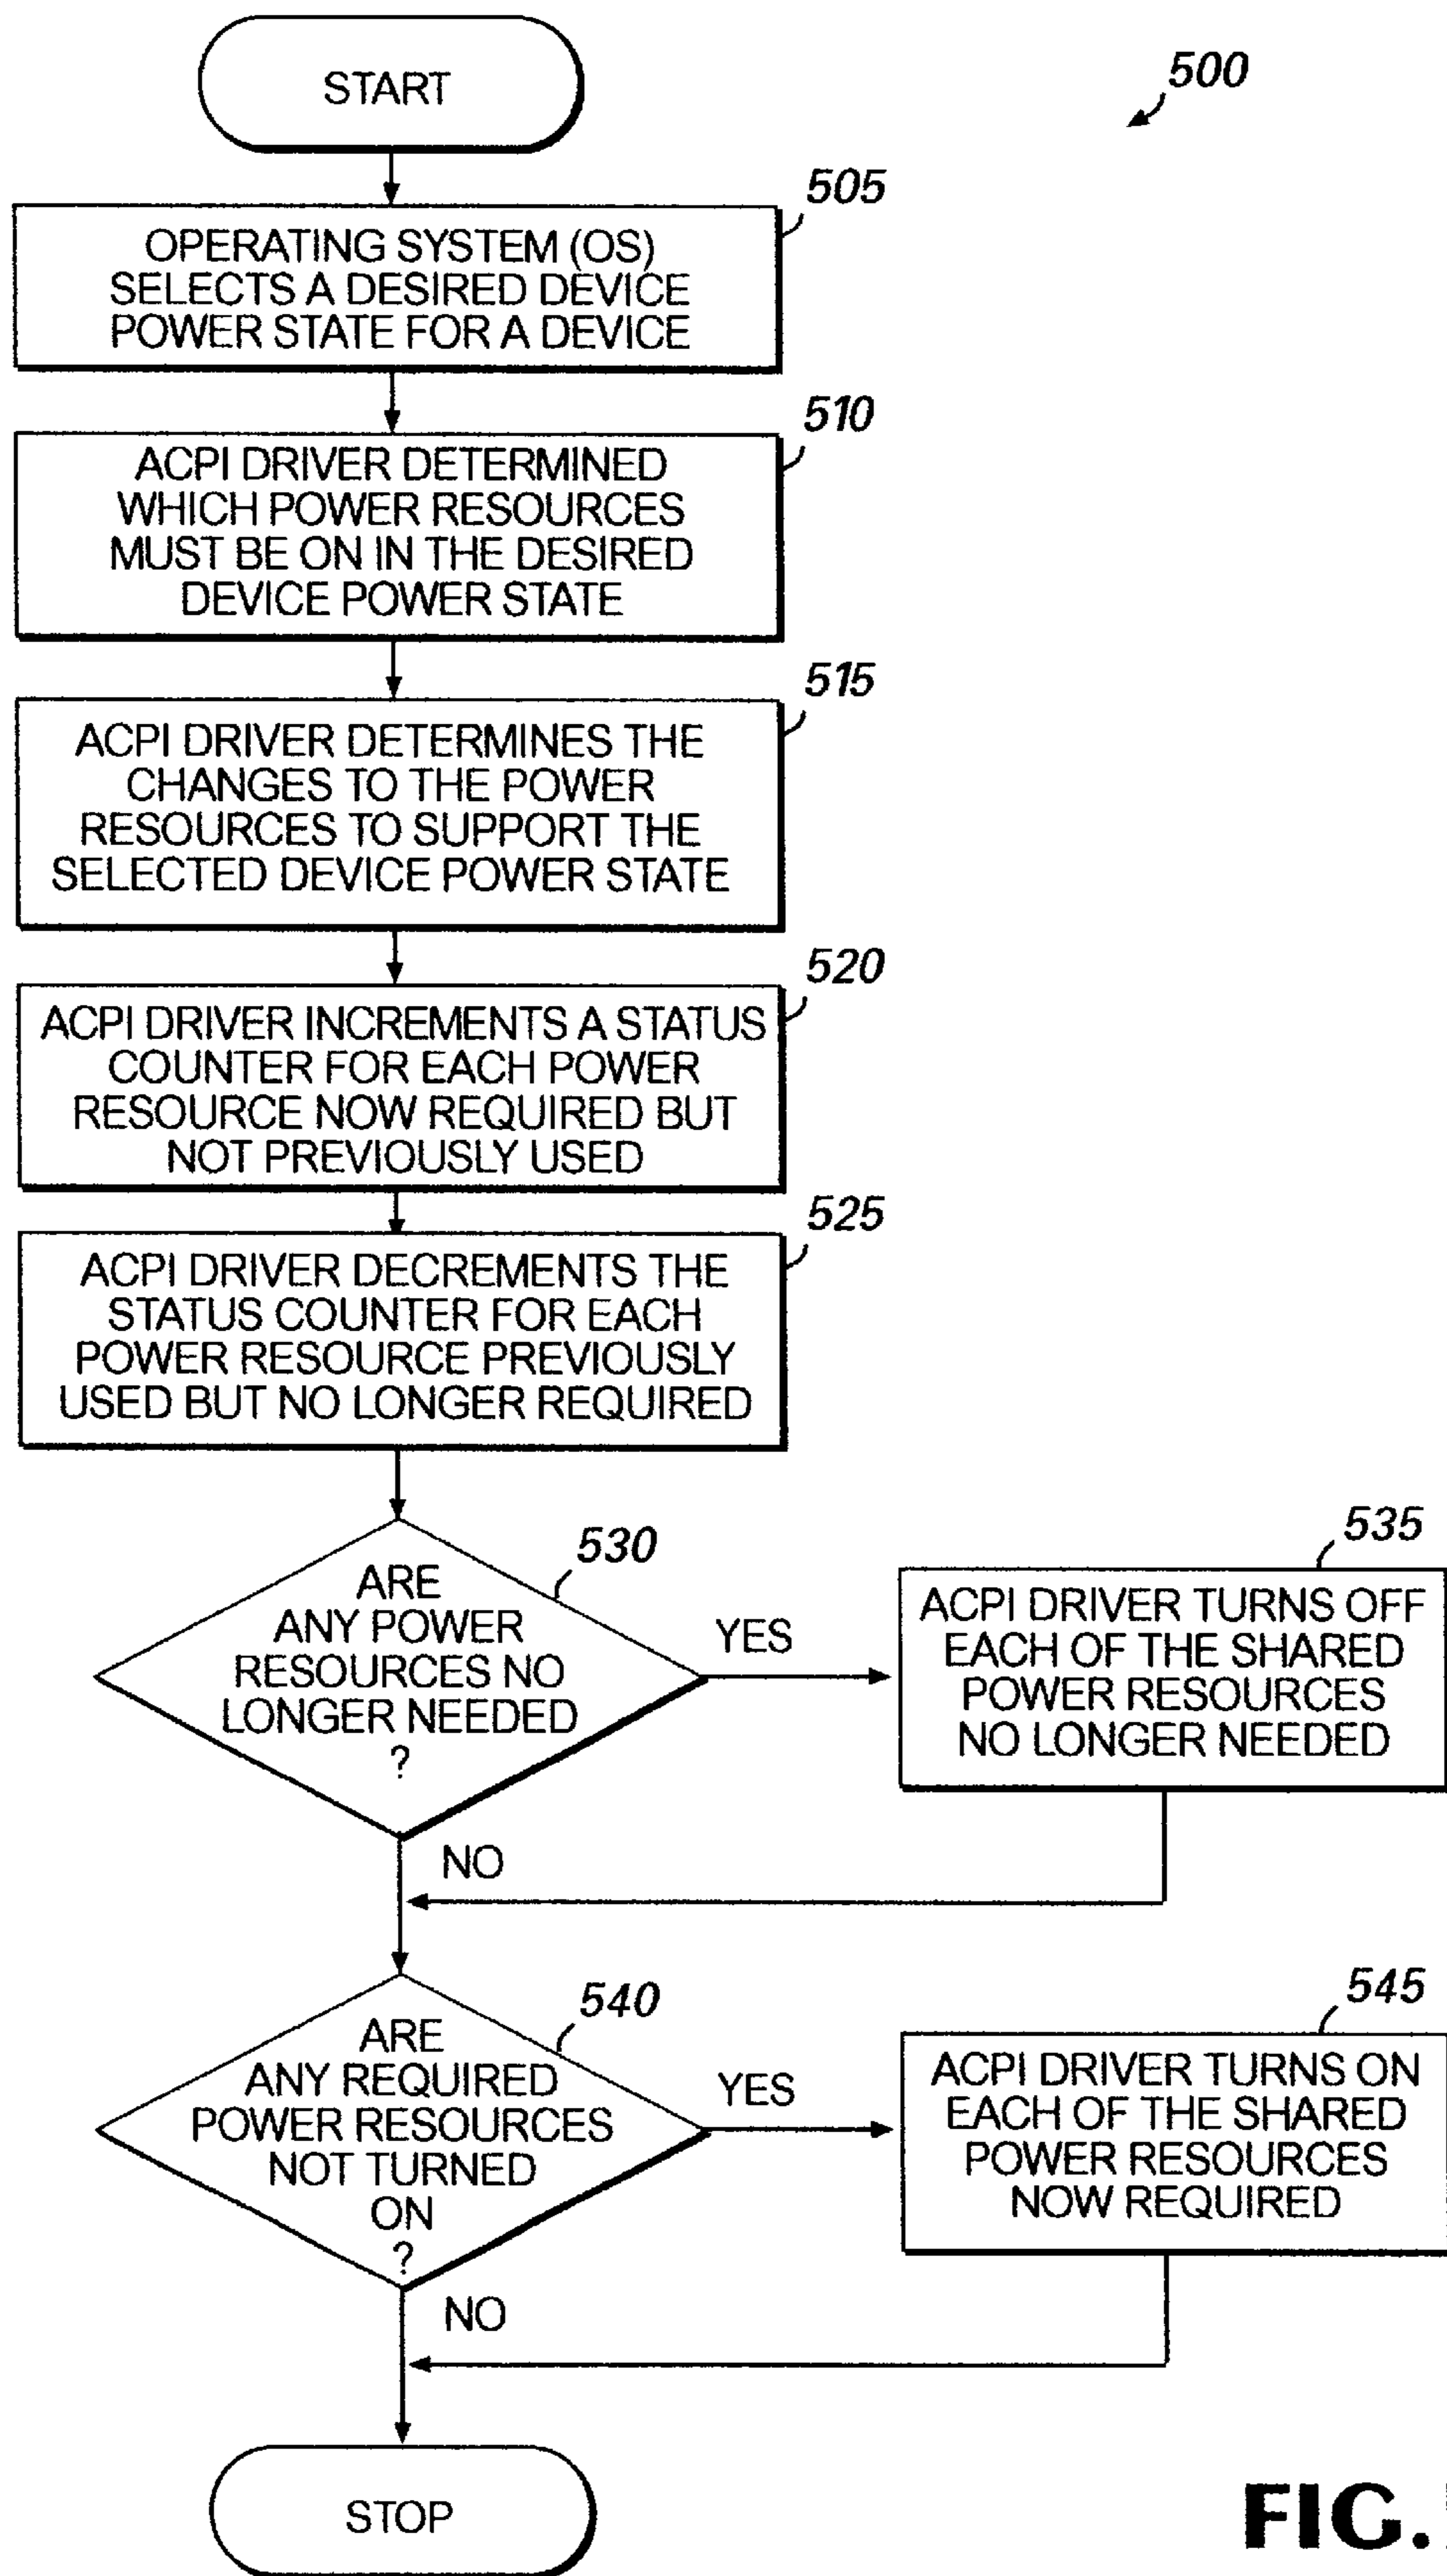 START
500
505
OPERATING SYSTEM (OS)
SELECTS A DESIRED DEVICE
POWER STATE FOR A DEVICE
510
ACPI DRIVER DETERMINED
WHICH POWER RESOURCES
MUST BE ON IN THE DESIRED
DEVICE POWER STATE
515
ACPI DRIVER DETERMINES THE
CHANGES TO THE POWER
RESOURCES TO SUPPORT THE
SELECTED DEVICE POWER STATE
520
ACPI DRIVER INCREMENTS A STATUS
COUNTER FOR EACH POWER
RESOURCE NOW REQUIRED BUT
NOT PREVIOUSLY USED
525
ACPI DRIVER DECREMENTS THE
STATUS COUNTER FOR EACH
POWER RESOURCE PREVIOUSLY
USED BUT NO LONGER REQUIRED
530
ARE
ANY POWER
RESOURCES NO
LONGER NEEDED
?
YES
535
ACPI DRIVER TURNS OFF
EACH OF THE SHARED
POWER RESOURCES
NO LONGER NEEDED
NO
540
ARE
ANY REQUIRED
POWER RESOURCES
NOT TURNED
ON
?
YES
545
ACPI DRIVER TURNS ON
EACH OF THE SHARED
POWER RESOURCES
NOW REQUIRED
NO
STOP
FIG.